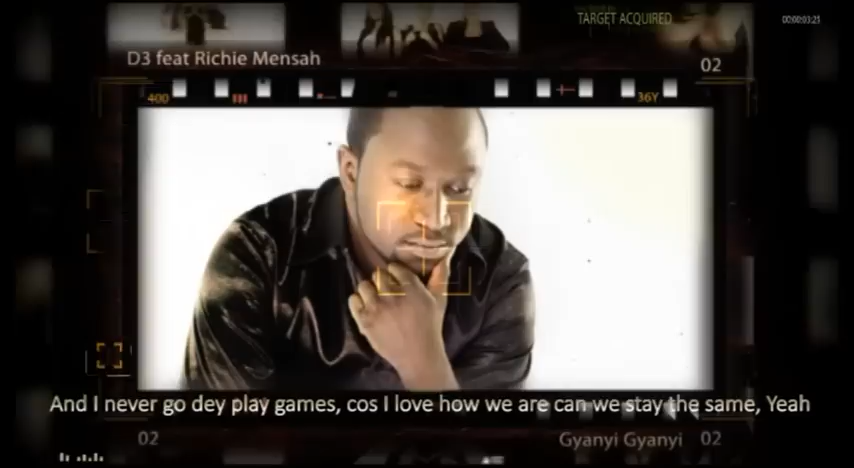 TARGET ACQUIRED
00:00:03:21
D3 feat Richie Mensah
02
400
36Y
And I never go dey play games, cos I love how we are can we stay the same, Yeah
02
Gyanyi Gyanyi 02